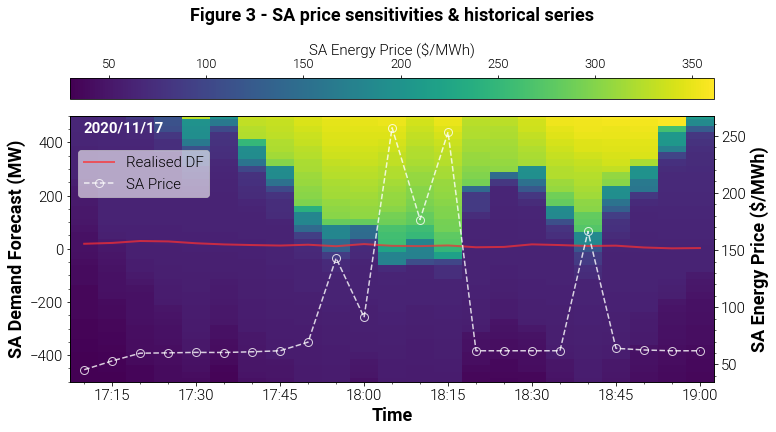 Figure 3 - SA price sensitivities & historical series
SA Energy Price ($/MWh)
50 100 150 200 250 300 350
2020/11/17
Realised DF
SA Price
SA Demand Forecast (MW)
400
200
0
−200
−400
250
200
150
100
50
SA Energy Price ($/MWh)
17:15 17:30 17:45 18:00 18:15 18:30 18:45 19:00
Time